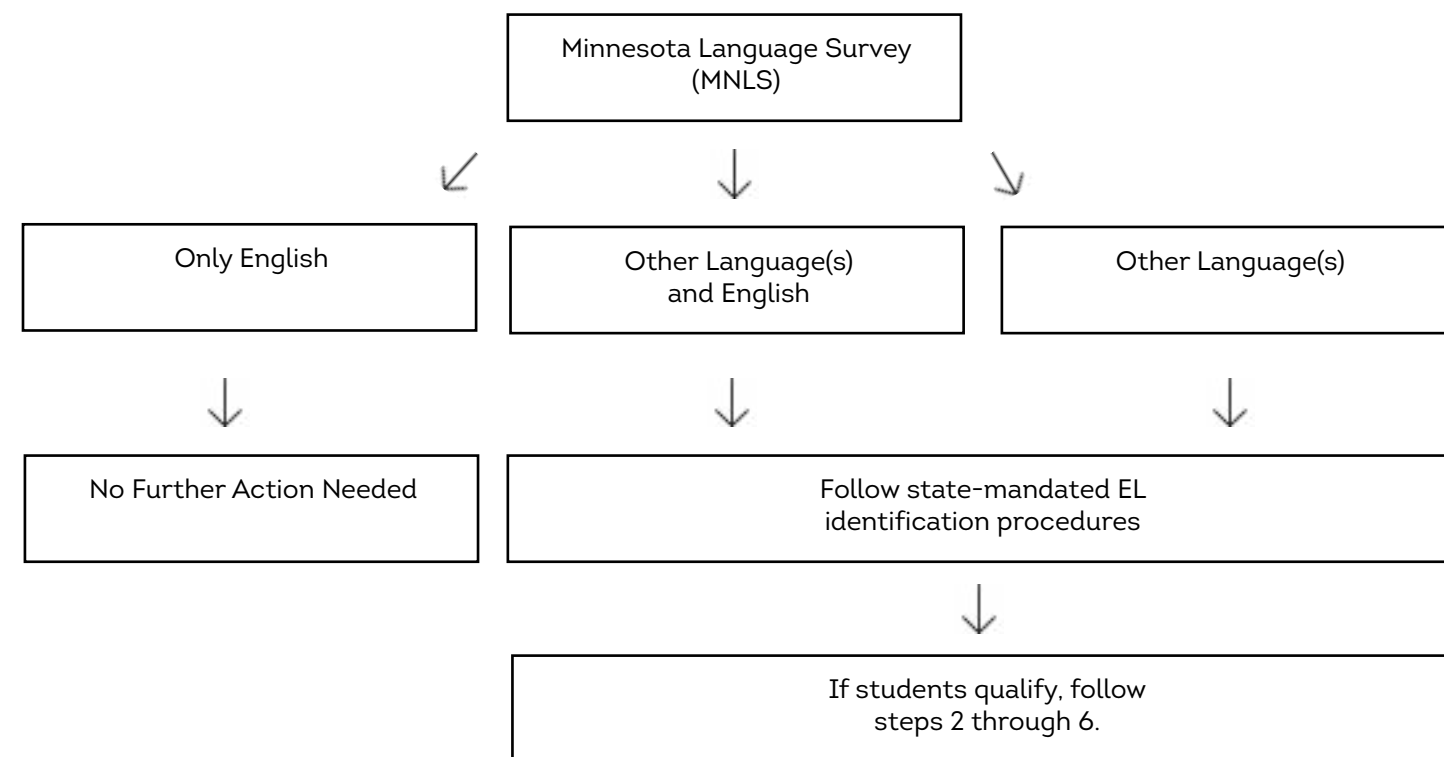 Minnesota Language Survey
(MNLS)
Only English
Other Language(s)
and English
Other Language(s)
No Further Action Needed
Follow state-mandated EL
identification procedures
If students qualify, follow
steps 2 through 6.